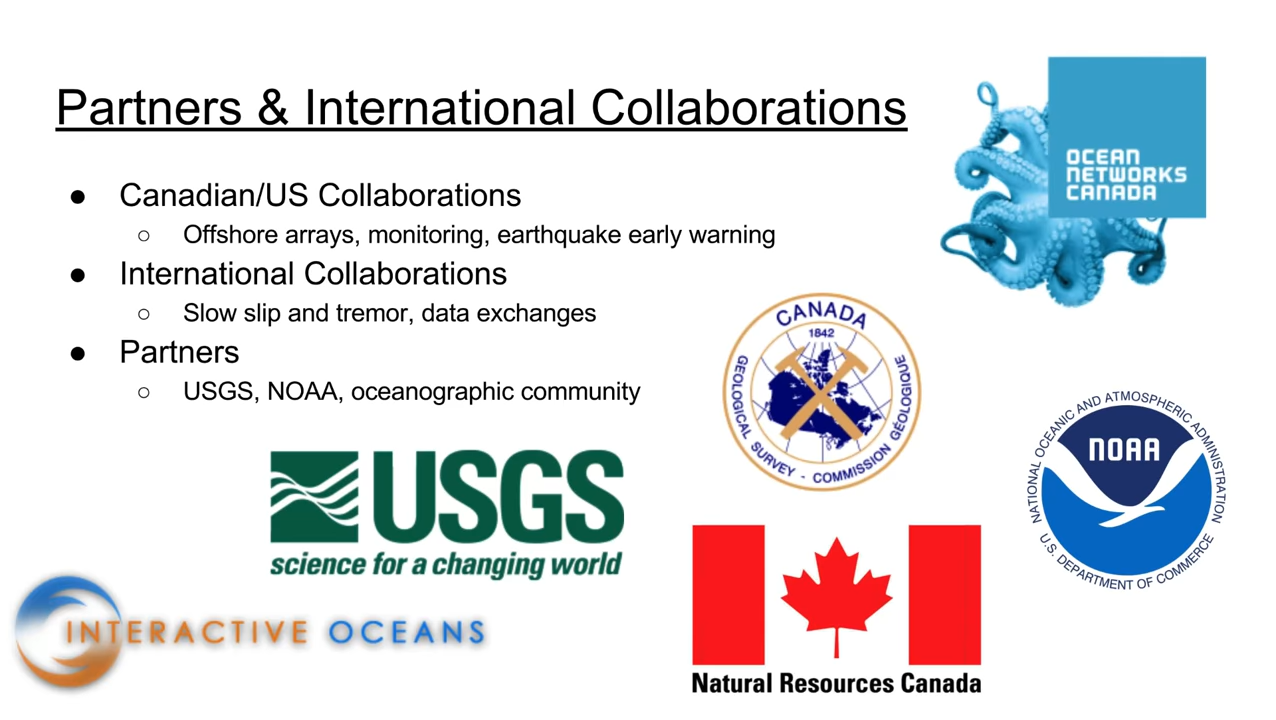 Partners & International Collaborations
● Canadian/US Collaborations
○ Offshore arrays, monitoring, earthquake early warning
● International Collaborations
○ Slow slip and tremor, data exchanges
● Partners
○ USGS, NOAA, oceanographic community
OCEAN
NETWORKS
CANADA
CANADA
1842
GEOLOGICAL SURVEY - COMMISSION GÉOLOGIQUE
NATIONAL OCEANIC AND ATMOSPHERIC ADMINISTRATION
NOAA
U.S. DEPARTMENT OF COMMERCE
USGS
science for a changing world
INTERACTIVE OCEANS
Natural Resources Canada